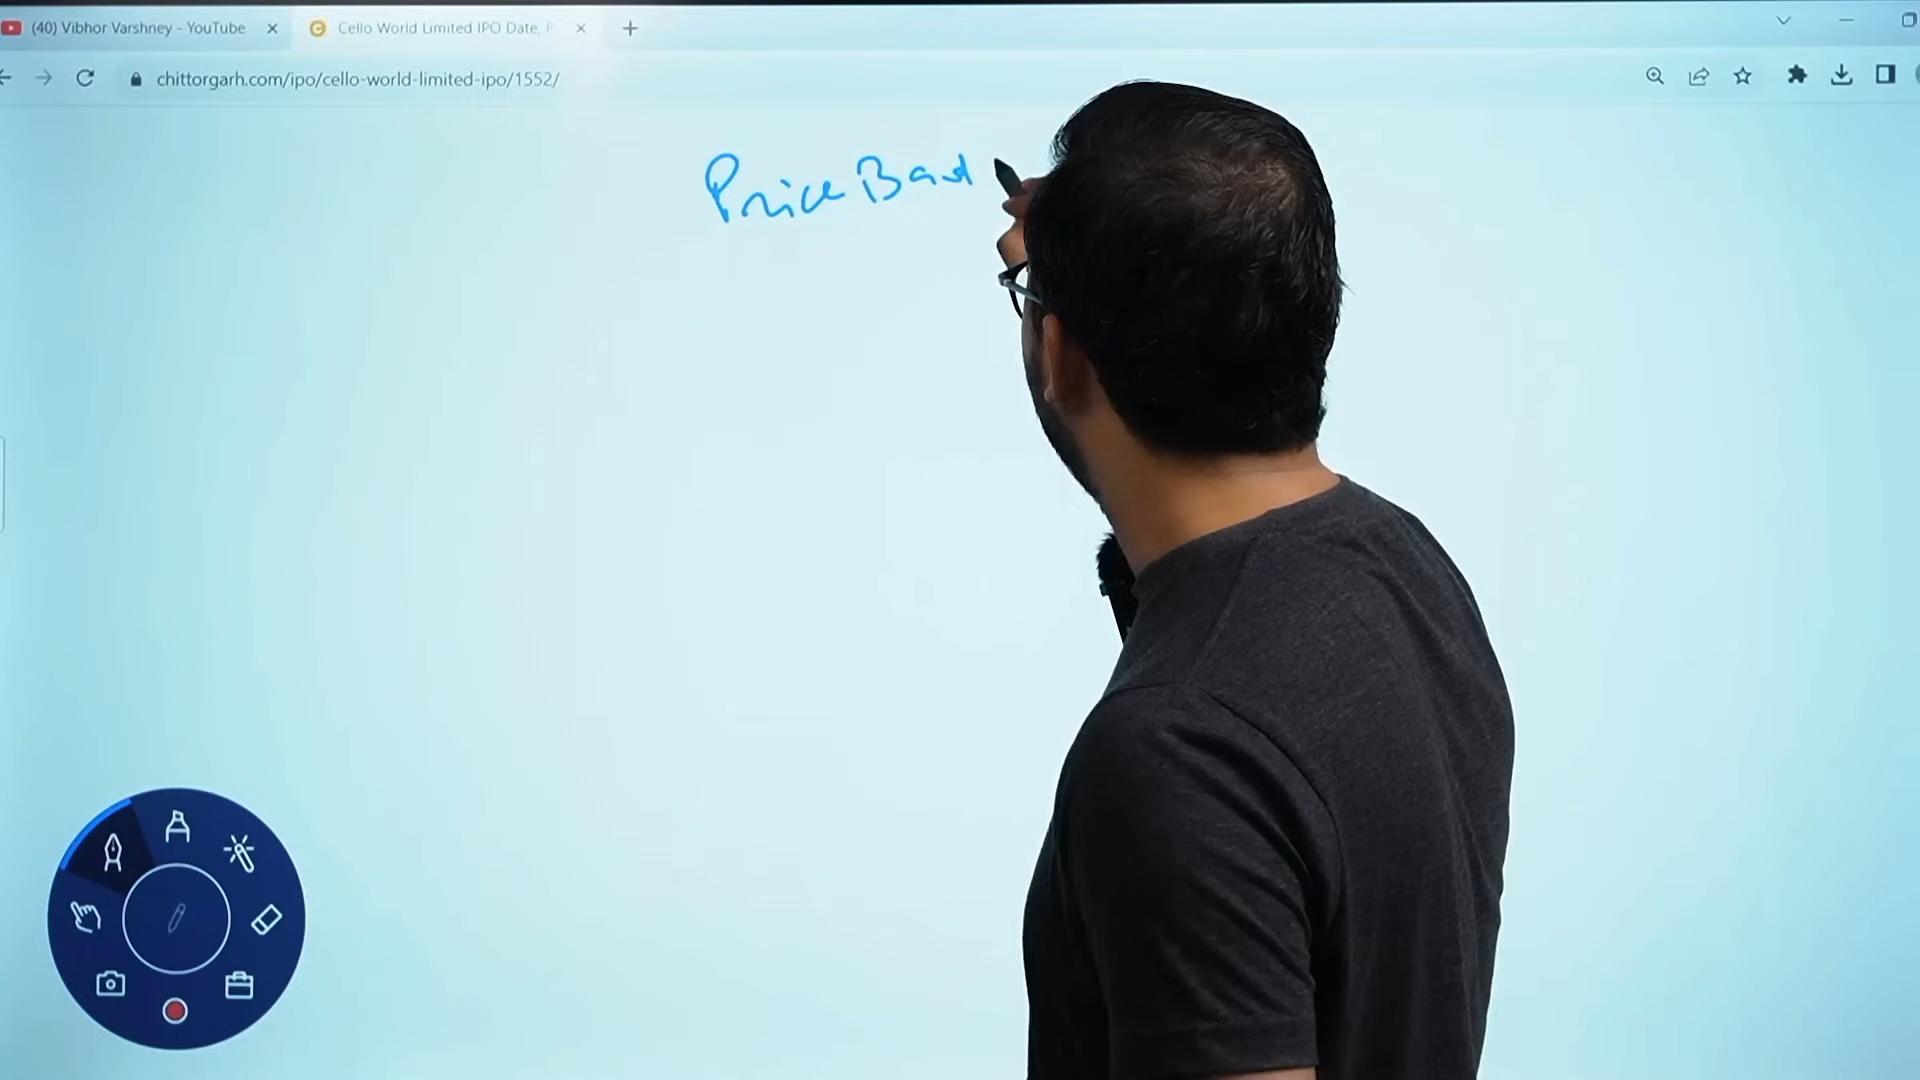 (40) Vibhor Varshney - YouTube
Cello World Limited IPO Date, P
chittorgarh.com/ipo/cello-world-limited-ipo/1552/
Price Band